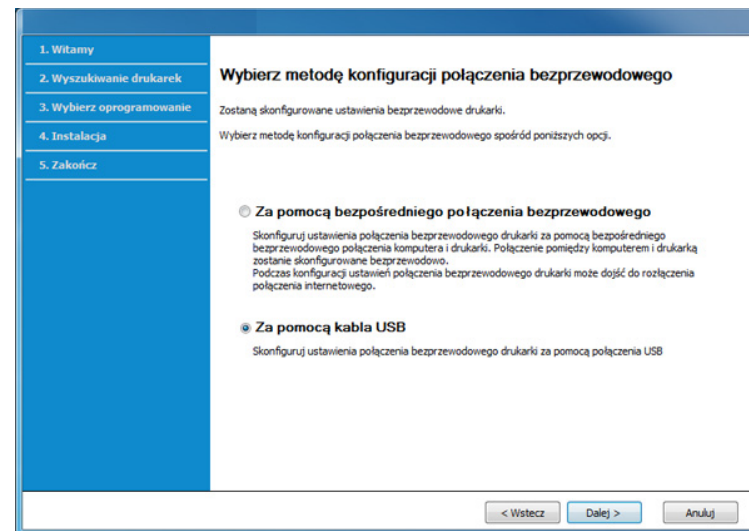 1. Witamy
2. Wyszukiwanie drukarek
3. Wybierz oprogramowanie
4. Instalacja
5. Zakończ
Wybierz metodę konfiguracji połączenia bezprzewodowego
Zostaną skonfigurowane ustawienia bezprzewodowe drukarki.
Wybierz metodę konfiguracji połączenia bezprzewodowego spośród poniższych opcji.
Za pomocą bezpośredniego połączenia bezprzewodowego
Skonfiguruj ustawienia połączenia bezprzewodowego drukarki za pomocą bezpośredniego
bezprzewodowego połączenia komputera i drukarki. Połączenie pomiędzy komputerem i drukarką
zostanie skonfigurowane bezprzewodowo.
Podczas konfiguracji ustawień połączenia bezprzewodowego drukarki może dojść do rozłączenia
połączenia internetowego.
Za pomocą kabla USB
Skonfiguruj ustawienia połączenia bezprzewodowego drukarki za pomocą połączenia USB
< Wstecz Dalej > Anuluj